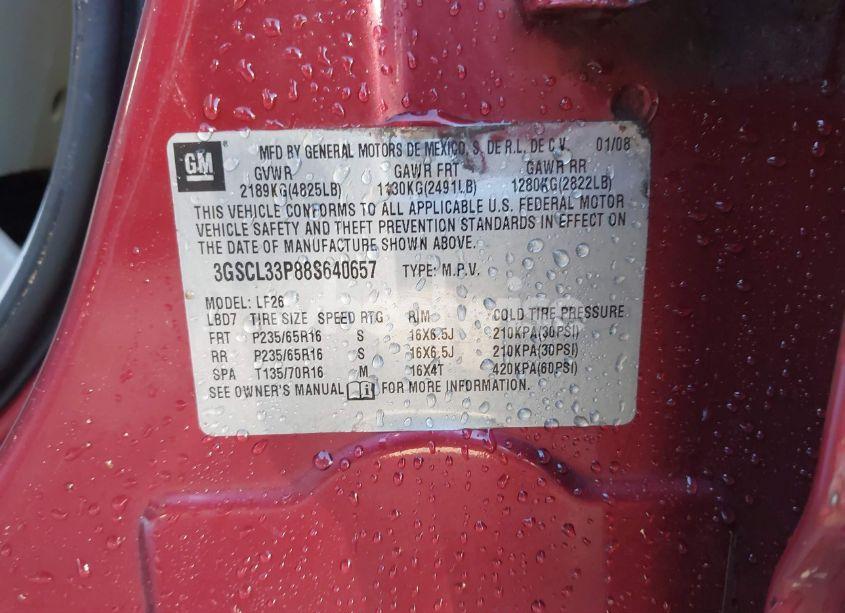 GM MFD BY GENERAL MOTORS DE MEXICO, S. DE R.L. DE C.V. 01/08
GVWR GAWR FRT GAWR RR
2189KG(4825LB) 1130KG(2491LB) 1280KG(2822LB)
THIS VEHICLE CONFORMS TO ALL APPLICABLE U.S. FEDERAL MOTOR
VEHICLE SAFETY AND THEFT PREVENTION STANDARDS IN EFFECT ON
THE DATE OF MANUFACTURE SHOWN ABOVE.
3GSCL33P88S640657 TYPE: M.P.V.
MODEL: LF26
LBD7 TIRE SIZE SPEED RTG RIM COLD TIRE PRESSURE
FRT P235/65R16 S 16X6.5J 210KPA(30PSI)
RR P235/65R16 S 16X6.5J 210KPA(30PSI)
SPA T135/70R16 M 16X4T 420KPA(60PSI)
SEE OWNER'S MANUAL FOR MORE INFORMATION.